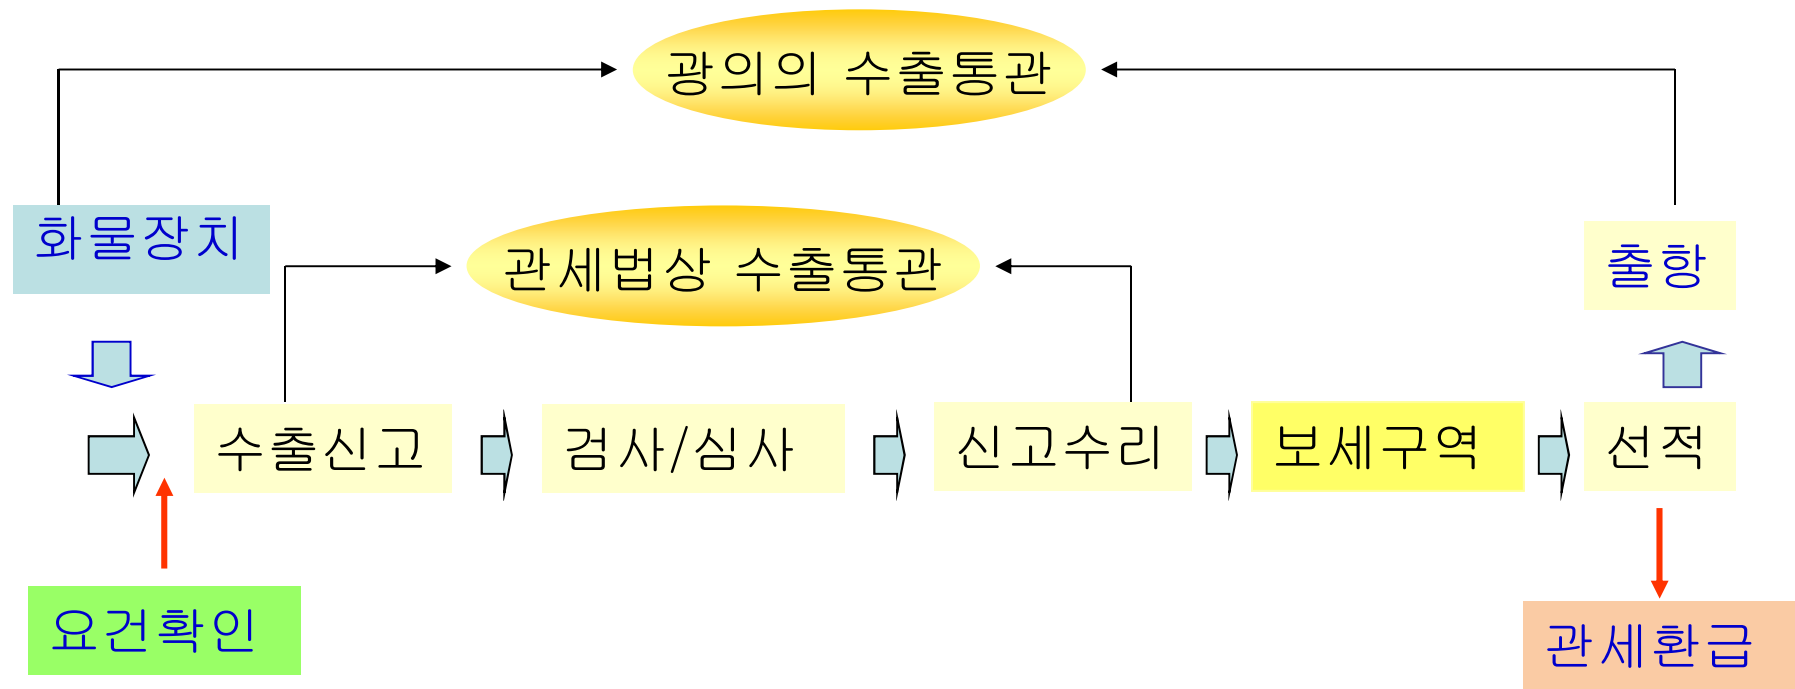 광의의 수출통관
화물장치
관세법상 수출통관
출항
수출신고
검사/심사
신고수리
보세구역
선적
요건확인
관세환급